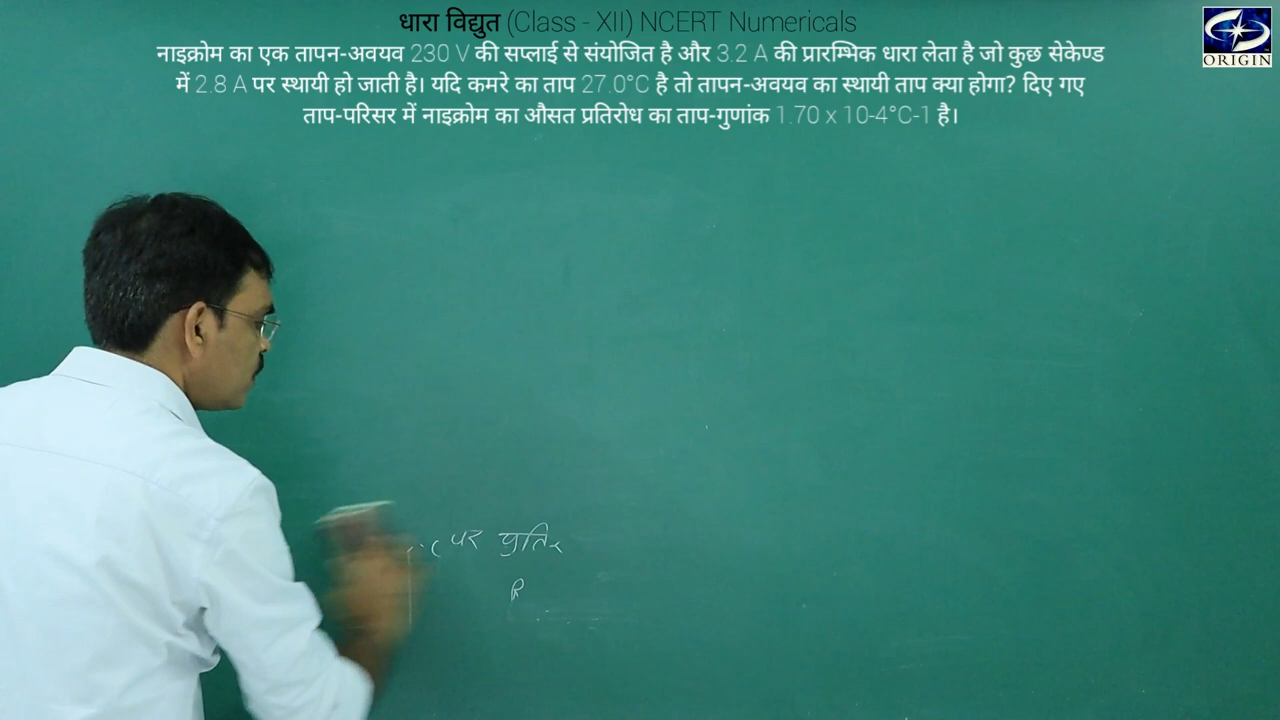 धारा विद्युत (Class - XII) NCERT Numericals
नाइक्रोम का एक तापन-अवयव 230 V की सप्लाई से संयोजित है और 3.2 A की प्रारम्भिक धारा लेता है जो कुछ सेकेण्ड
में 2.8 A पर स्थायी हो जाती है। यदि कमरे का ताप 27.0°C है तो तापन-अवयव का स्थायी ताप क्या होगा? दिए गए
ताप-परिसर में नाइक्रोम का औसत प्रतिरोध का ताप-गुणांक 1.70 x 10-4°C-1 है।
ORIGIN
पर
R